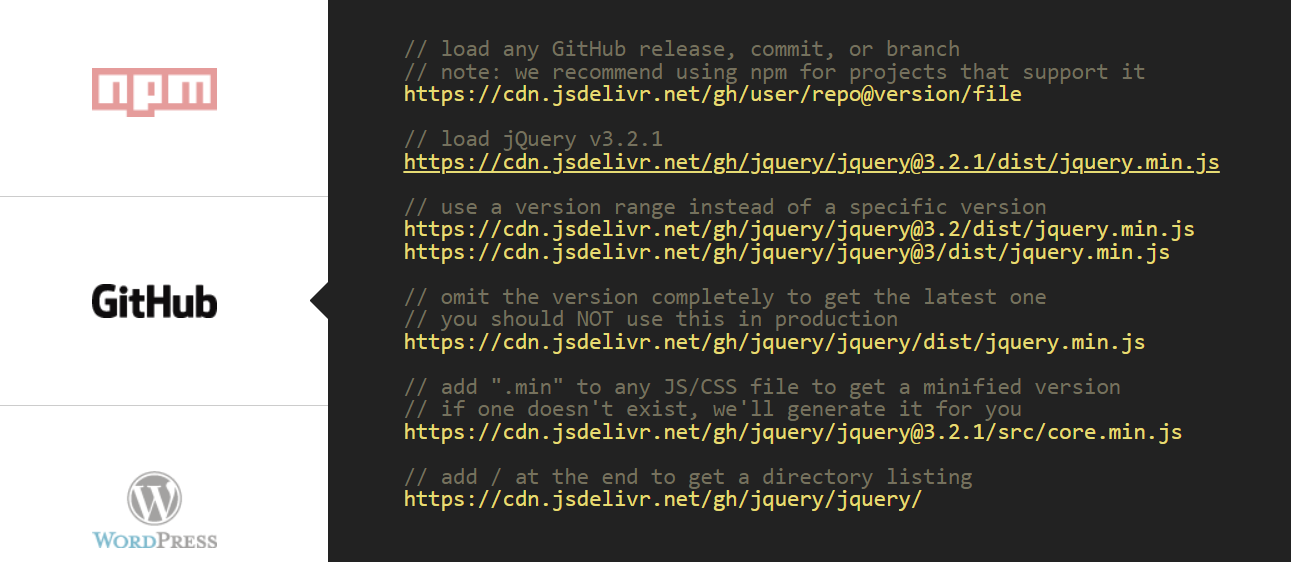 npm
GitHub
WORDPRESS
// load any GitHub release, commit, or branch
// note: we recommend using npm for projects that support it
https://cdn.jsdelivr.net/gh/user/repo@version/file
// load jQuery v3.2.1
https://cdn.jsdelivr.net/gh/jquery/jquery@3.2.1/dist/jquery.min.js
// use a version range instead of a specific version
https://cdn.jsdelivr.net/gh/jquery/jquery@3.2/dist/jquery.min.js
https://cdn.jsdelivr.net/gh/jquery/jquery@3/dist/jquery.min.js
// omit the version completely to get the latest one
// you should NOT use this in production
https://cdn.jsdelivr.net/gh/jquery/jquery/dist/jquery.min.js
// add ".min" to any JS/CSS file to get a minified version
// if one doesn't exist, we'll generate it for you
https://cdn.jsdelivr.net/gh/jquery/jquery@3.2.1/src/core.min.js
// add / at the end to get a directory listing
https://cdn.jsdelivr.net/gh/jquery/jquery/